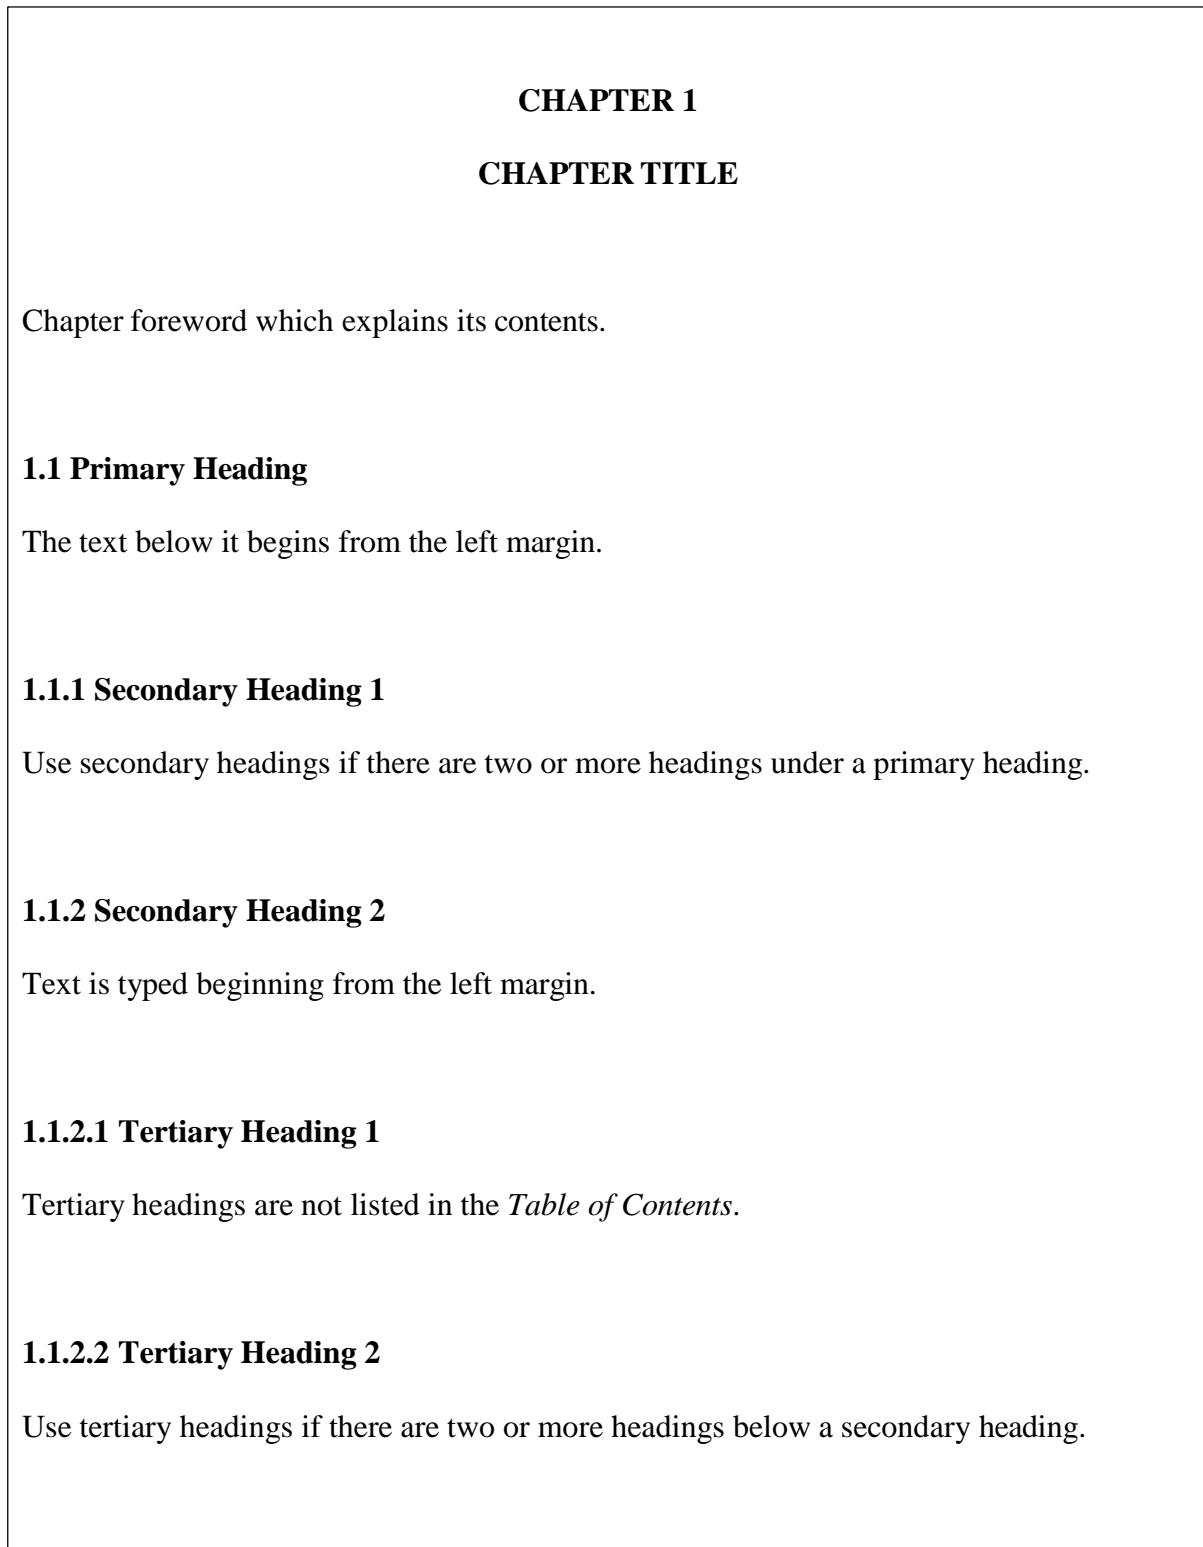 CHAPTER 1
CHAPTER TITLE
Chapter foreword which explains its contents.
1.1 Primary Heading
The text below it begins from the left margin.
1.1.1 Secondary Heading 1
Use secondary headings if there are two or more headings under a primary heading.
1.1.2 Secondary Heading 2
Text is typed beginning from the left margin.
1.1.2.1 Tertiary Heading 1
Tertiary headings are not listed in the Table of Contents.
1.1.2.2 Tertiary Heading 2
Use tertiary headings if there are two or more headings below a secondary heading.